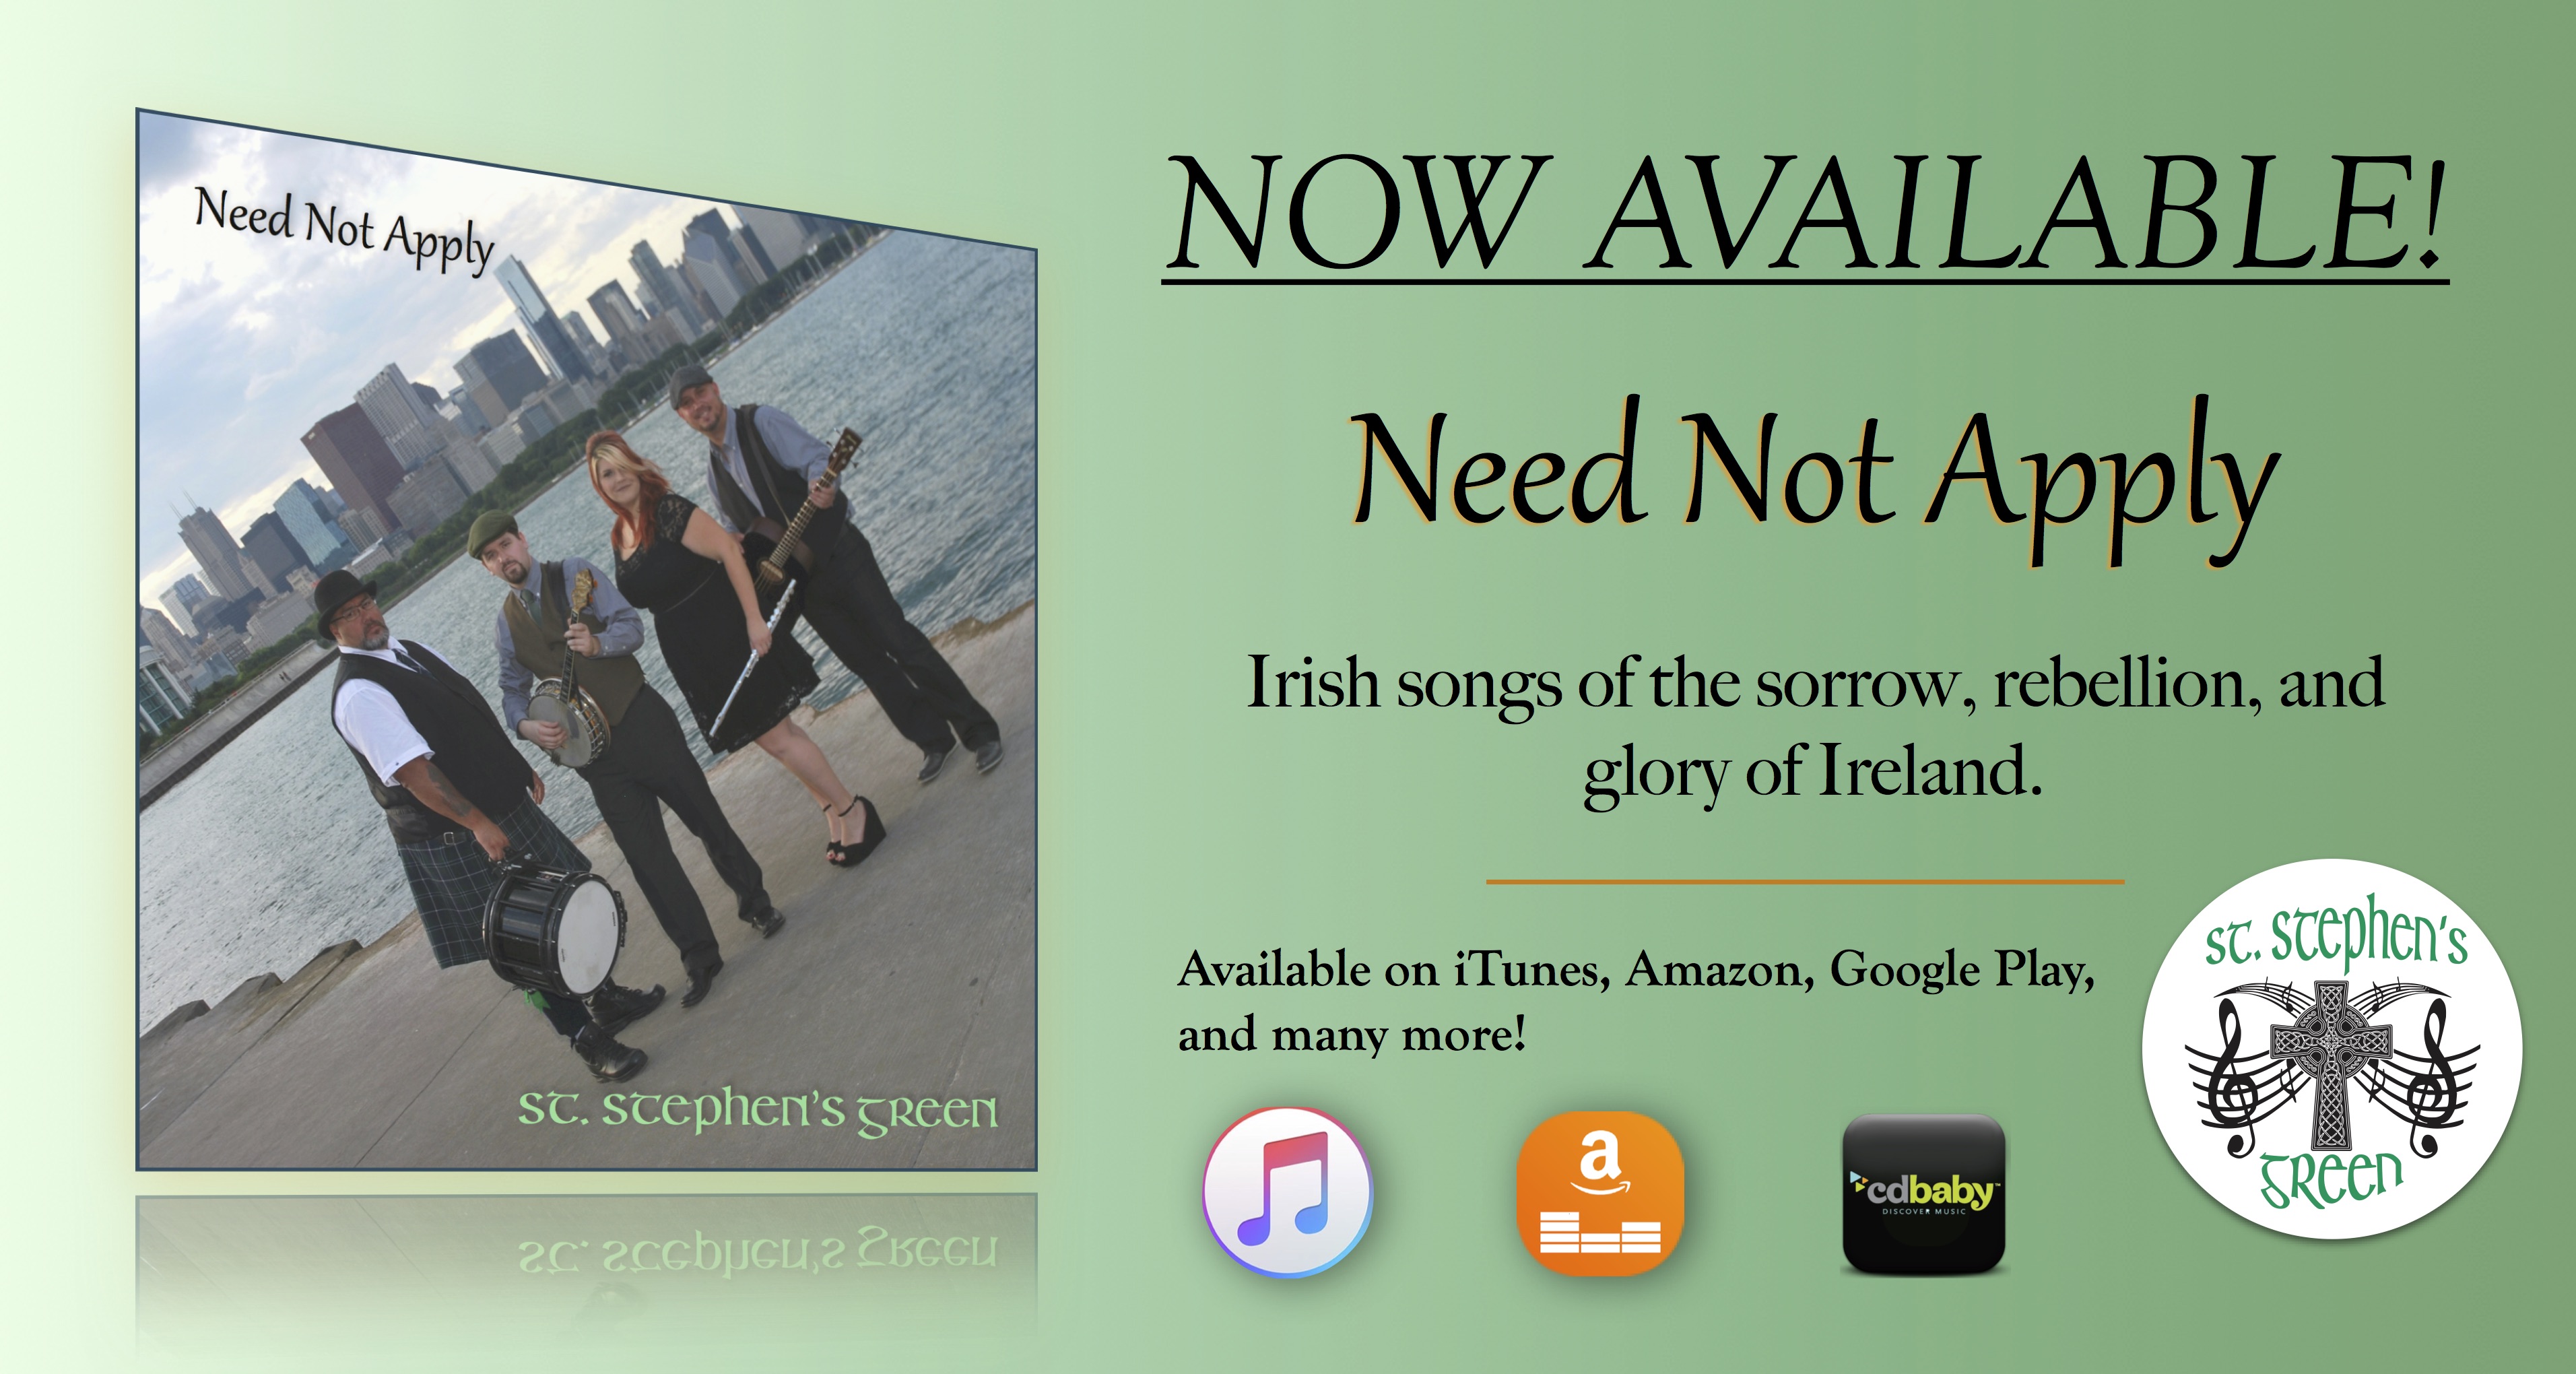 Need Not Apply
St. Stephen's Green
St. Stephen's Green
NOW AVAILABLE!
Need Not Apply
Irish songs of the sorrow, rebellion, and
glory of Ireland.
Available on iTunes, Amazon, Google Play,
and many more!
a
cdbaby™
DISCOVER MUSIC
St. Stephen's
Green